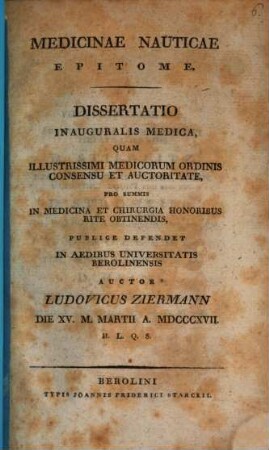 MEDICINAE NAUTICAE
EPITOME.
DISSERTATIO
INAUGURALIS MEDICA,
QUAM
ILLUSTRISSIMI MEDICORUM ORDINIS
CONSENSU ET AUCTORITATE,
PRO SUMMIS
IN MEDICINA ET CHIRURGIA HONORIBUS
RITE OBTINENDIS,
PUBLICE DEFENDET
IN AEDIBUS UNIVERSITATIS
BEROLINENSIS
AUCTOR
LUDOVICUS ZIERMANN
DIE XV. M. MARTII A. MDCCCXVII.
H. L. Q. S.
BEROLINI
TYPIS JOANNIS FRIDERICI STARCKII.